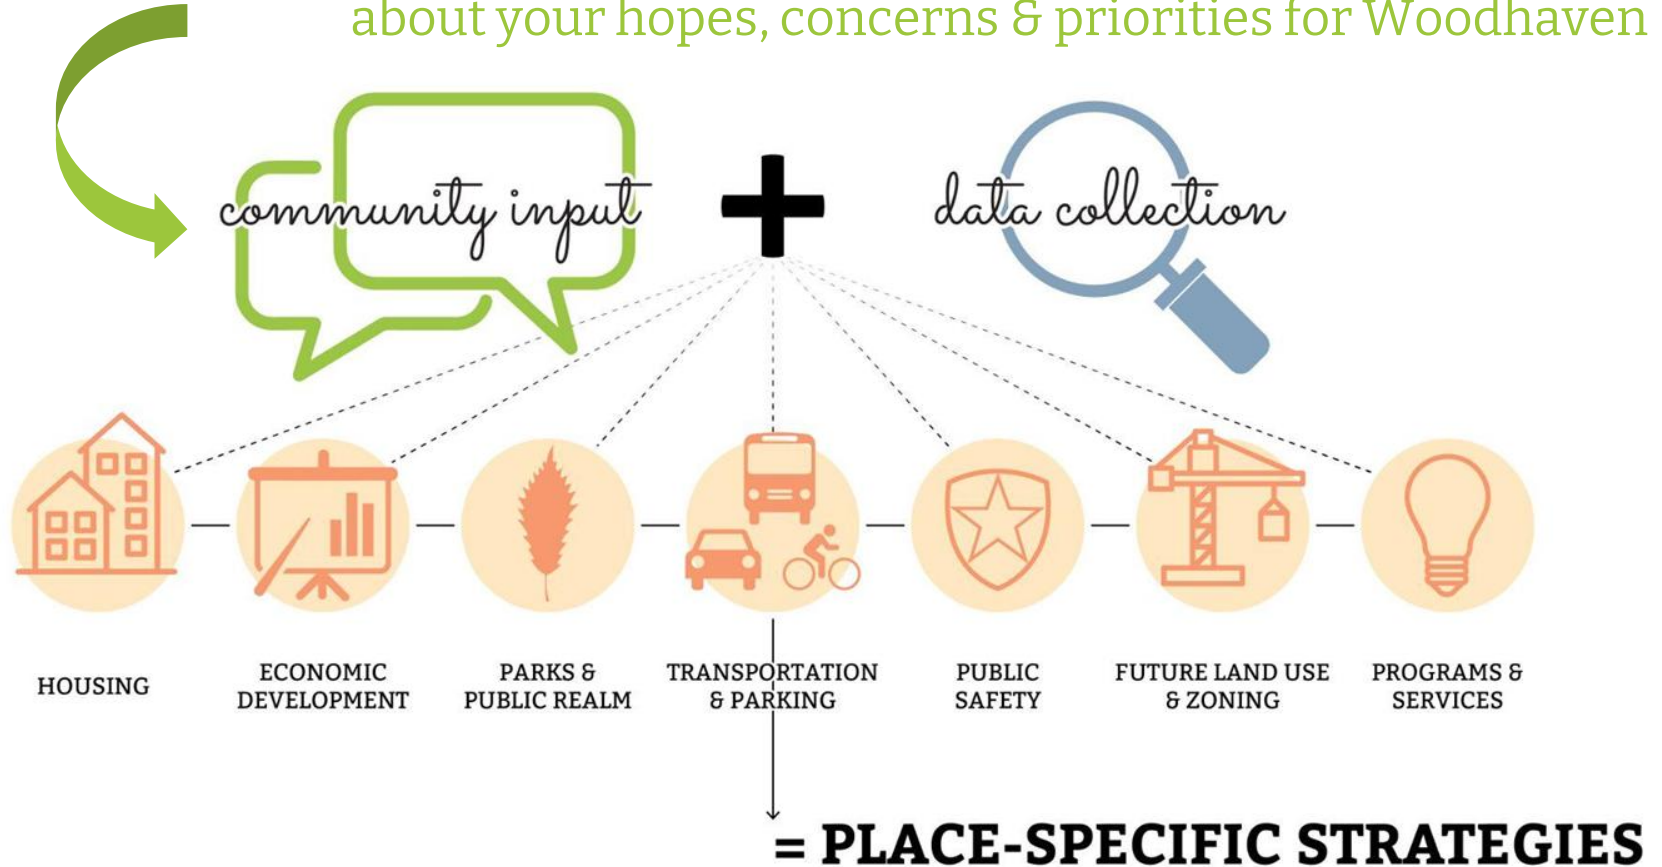 about your hopes, concerns & priorities for Woodhaven
community input
+
data collection
HOUSING
ECONOMIC
DEVELOPMENT
PARKS &
PUBLIC REALM
TRANSPORTATION
& PARKING
PUBLIC
SAFETY
FUTURE LAND USE
& ZONING
PROGRAMS &
SERVICES
= PLACE-SPECIFIC STRATEGIES